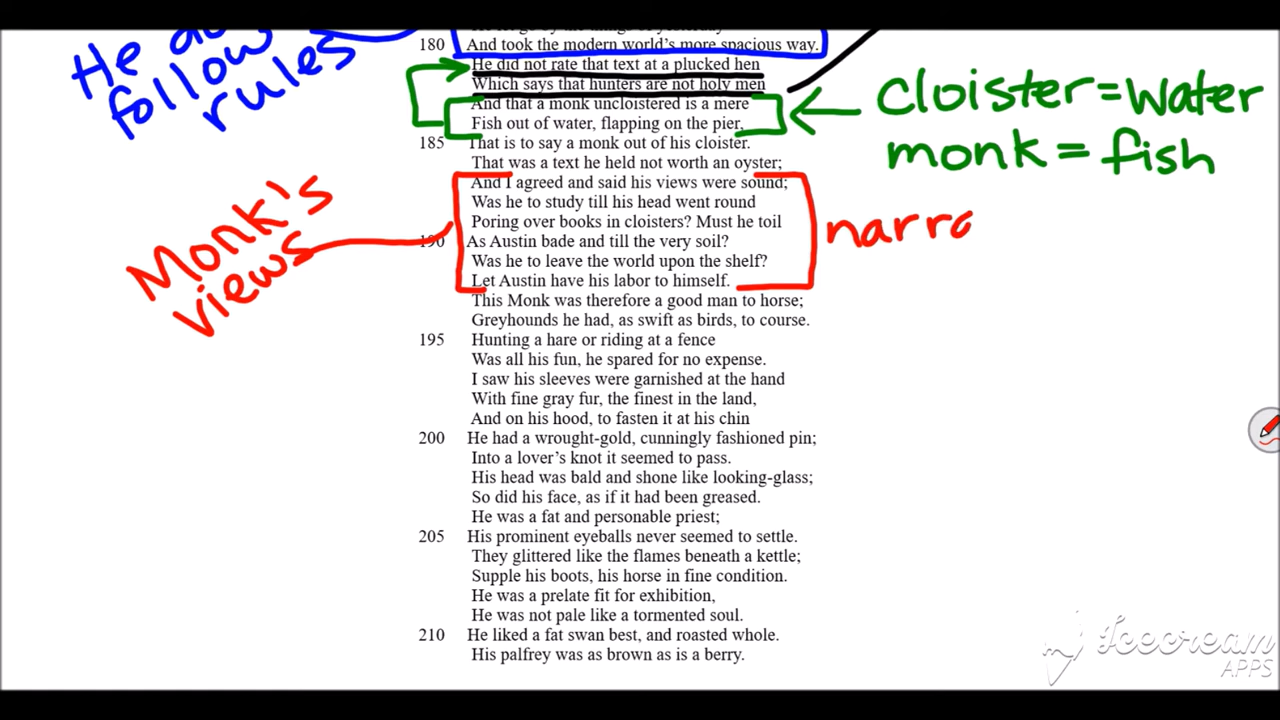 He do
follow
rules
180 And took the modern world's more spacious way.
He did not rate that text at a plucked hen
Which says that hunters are not holy men
And that a monk uncloistered is a mere
Fish out of water, flapping on the pier,
185 That is to say a monk out of his cloister.
That was a text he held not worth an oyster;
And I agreed and said his views were sound;
Was he to study till his head went round
Poring over books in cloisters? Must he toil
190 As Austin bade and till the very soil?
Was he to leave the world upon the shelf?
Let Austin have his labor to himself.
This Monk was therefore a good man to horse;
Greyhounds he had, as swift as birds, to course.
195 Hunting a hare or riding at a fence
Was all his fun, he spared for no expense.
I saw his sleeves were garnished at the hand
With fine gray fur, the finest in the land,
And on his hood, to fasten it at his chin
200 He had a wrought-gold, cunningly fashioned pin;
Into a lover's knot it seemed to pass.
His head was bald and shone like looking-glass;
So did his face, as if it had been greased.
He was a fat and personable priest;
205 His prominent eyeballs never seemed to settle.
They glittered like the flames beneath a kettle;
Supple his boots, his horse in fine condition.
He was a prelate fit for exhibition,
He was not pale like a tormented soul.
210 He liked a fat swan best, and roasted whole.
His palfrey was as brown as is a berry.
cloister = water
monk = fish
Monk's
views
narra
Icecream
APPS